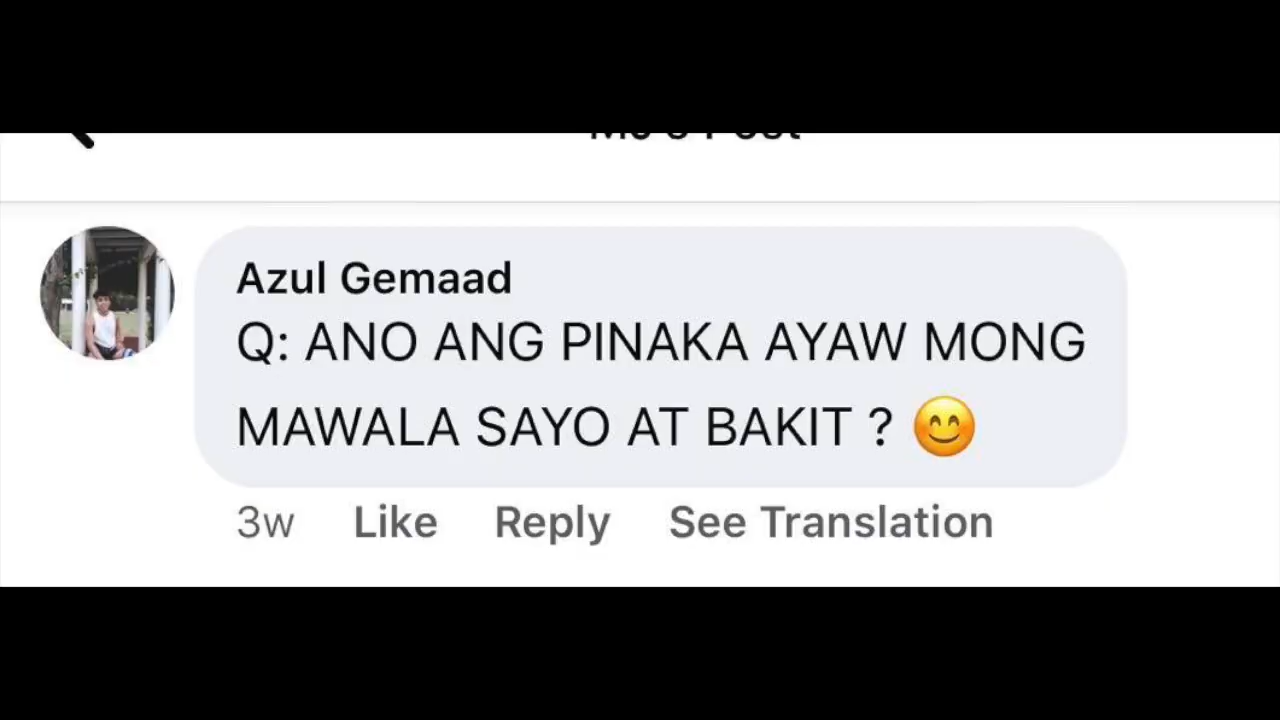 Azul Gemaad
Q: ANO ANG PINAKA AYAW MONG
MAWALA SAYO AT BAKIT ? 😊
3w Like Reply See Translation